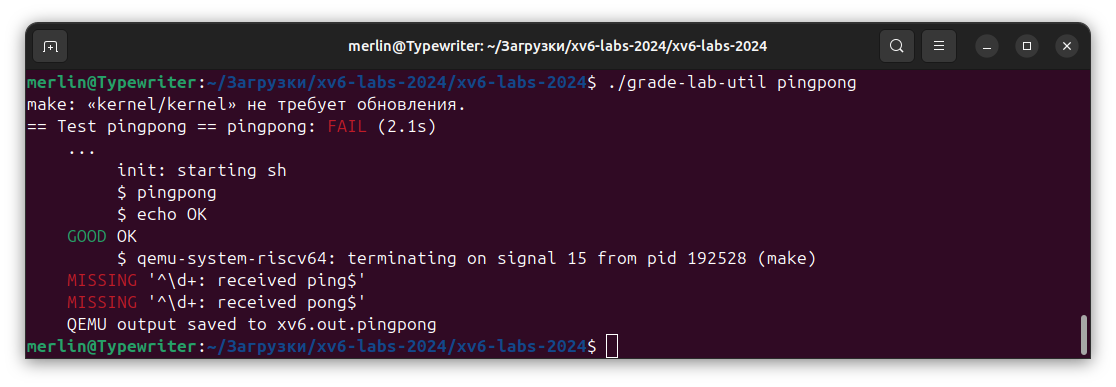 merlin@Typewriter: ~/Загрузки/xv6-labs-2024/xv6-labs-2024
merlin@Typewriter:~/Загрузки/xv6-labs-2024/xv6-labs-2024$ ./grade-lab-util pingpong
make: «kernel/kernel» не требует обновления.
== Test pingpong == pingpong: FAIL (2.1s)
...
init: starting sh
$ pingpong
$ echo OK
GOOD OK
$ qemu-system-riscv64: terminating on signal 15 from pid 192528 (make)
MISSING '^\d+: received ping$'
MISSING '^\d+: received pong$'
QEMU output saved to xv6.out.pingpong
merlin@Typewriter:~/Загрузки/xv6-labs-2024/xv6-labs-2024$